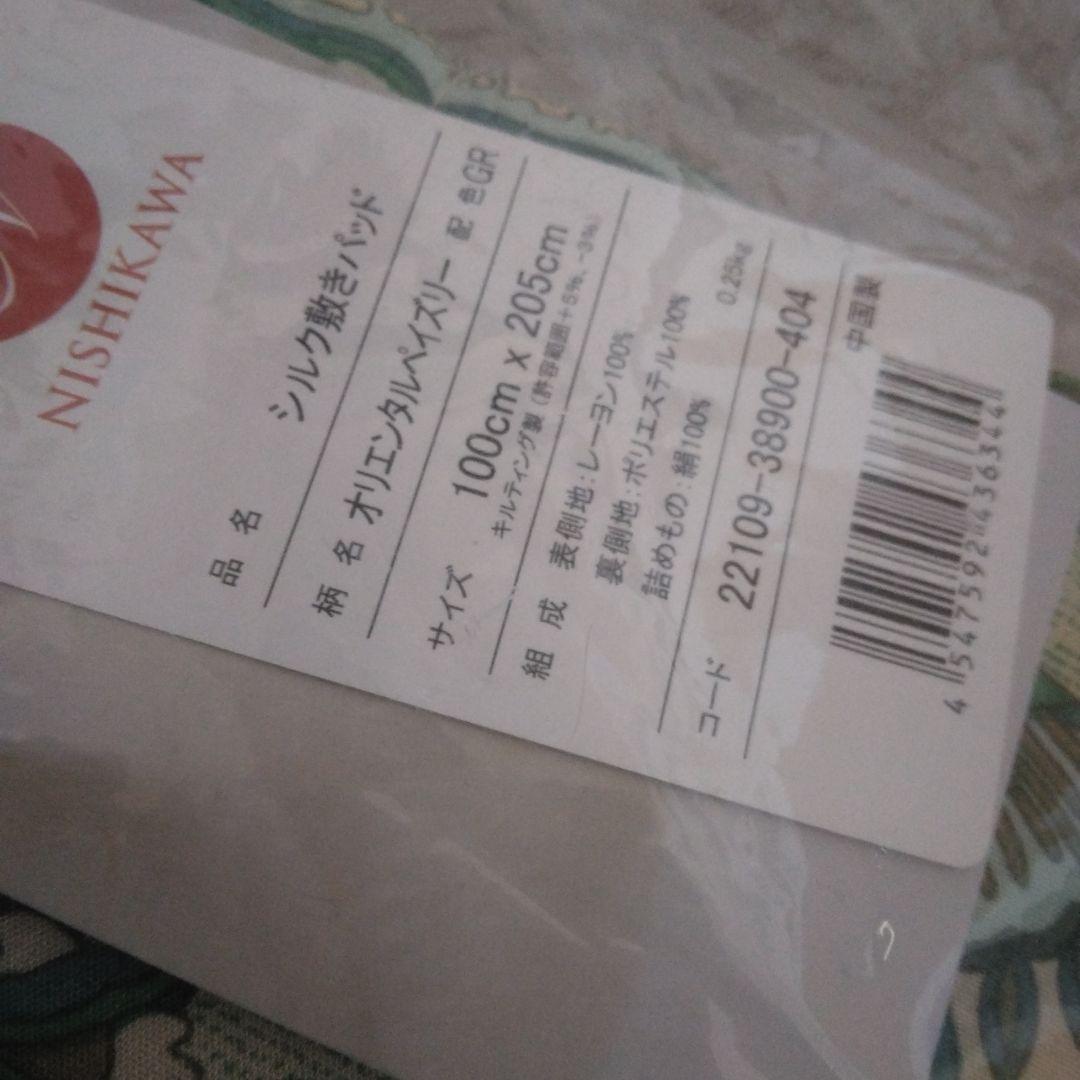 NISHIKAWA
品 名 シルク敷きパッド
柄 名 オリエンタルペイズリー 配 色GR
サイズ 100cm x 205cm
キルティング製（許容範囲+5%、-3%）
組 成 表側地:レーヨン100%
裏側地:ポリエステル100%
詰めもの:絹100% 0.25kg
コード 22109-38900-404
中国製
4 547592 436344